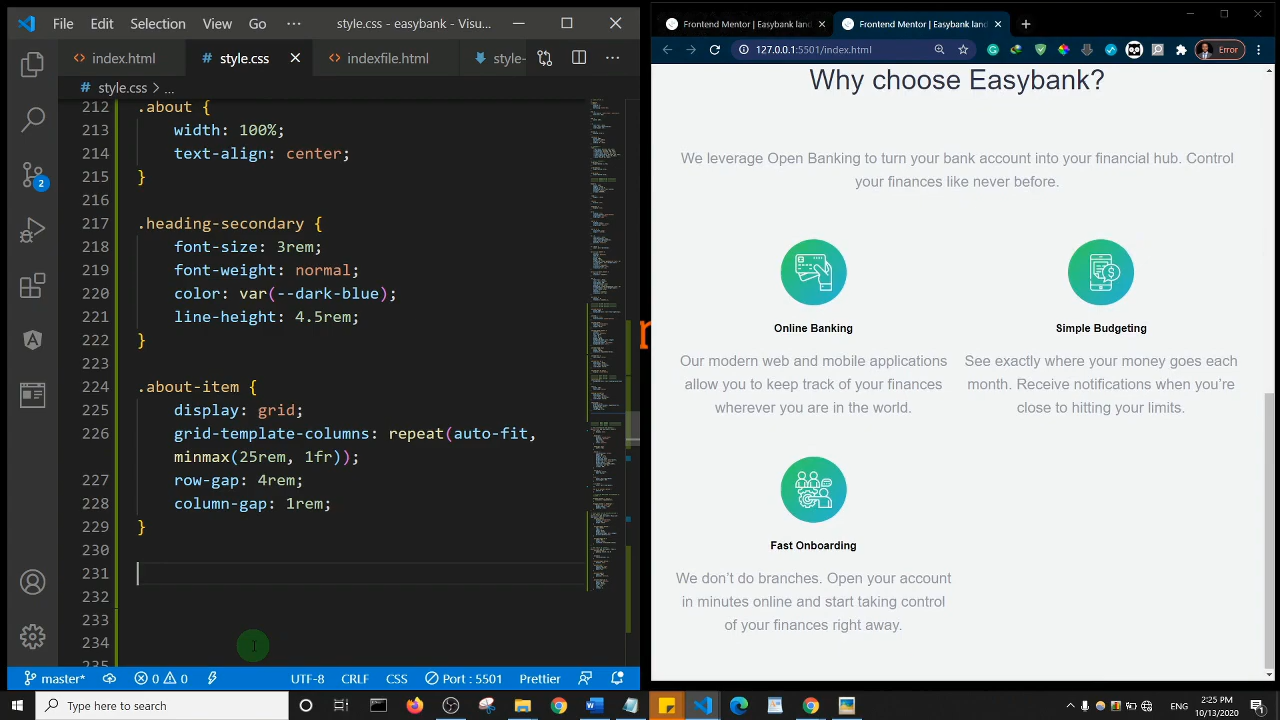 File Edit Selection View Go ... style.css - easybank - Visu...
index.html style.css indexfile.html style-
# style.css > ...
212 .about {
213 width: 100%;
214 text-align: center;
215 }
216
217 .heading-secondary {
218 font-size: 3rem;
219 font-weight: normal;
220 color: var(--dark-blue);
221 line-height: 4.5rem;
222 }
223
224 .about-item {
225 display: grid;
226 grid-template-columns: repeat(auto-fit,
minmax(25rem, 1fr));
227 row-gap: 4rem;
228 column-gap: 1rem;
229 }
230
231
232
233
234
235
2
master* 0 0 UTF-8 CRLF CSS Port : 5501 Prettier
Frontend Mentor | Easybank land
Frontend Mentor | Easybank land
127.0.0.1:5501/index.html
Error
Why choose Easybank?
We leverage Open Banking to turn your bank account into your financial hub. Control
your finances like never before.
Online Banking
Our modern web and mobile applications
allow you to keep track of your finances
wherever you are in the world.
Simple Budgeting
See exactly where your money goes each
month. Receive notifications when you're
close to hitting your limits.
Fast Onboarding
We don't do branches. Open your account
in minutes online and start taking control
of your finances right away.
Type here to search
ENG
2:25 PM
10/13/2020
1